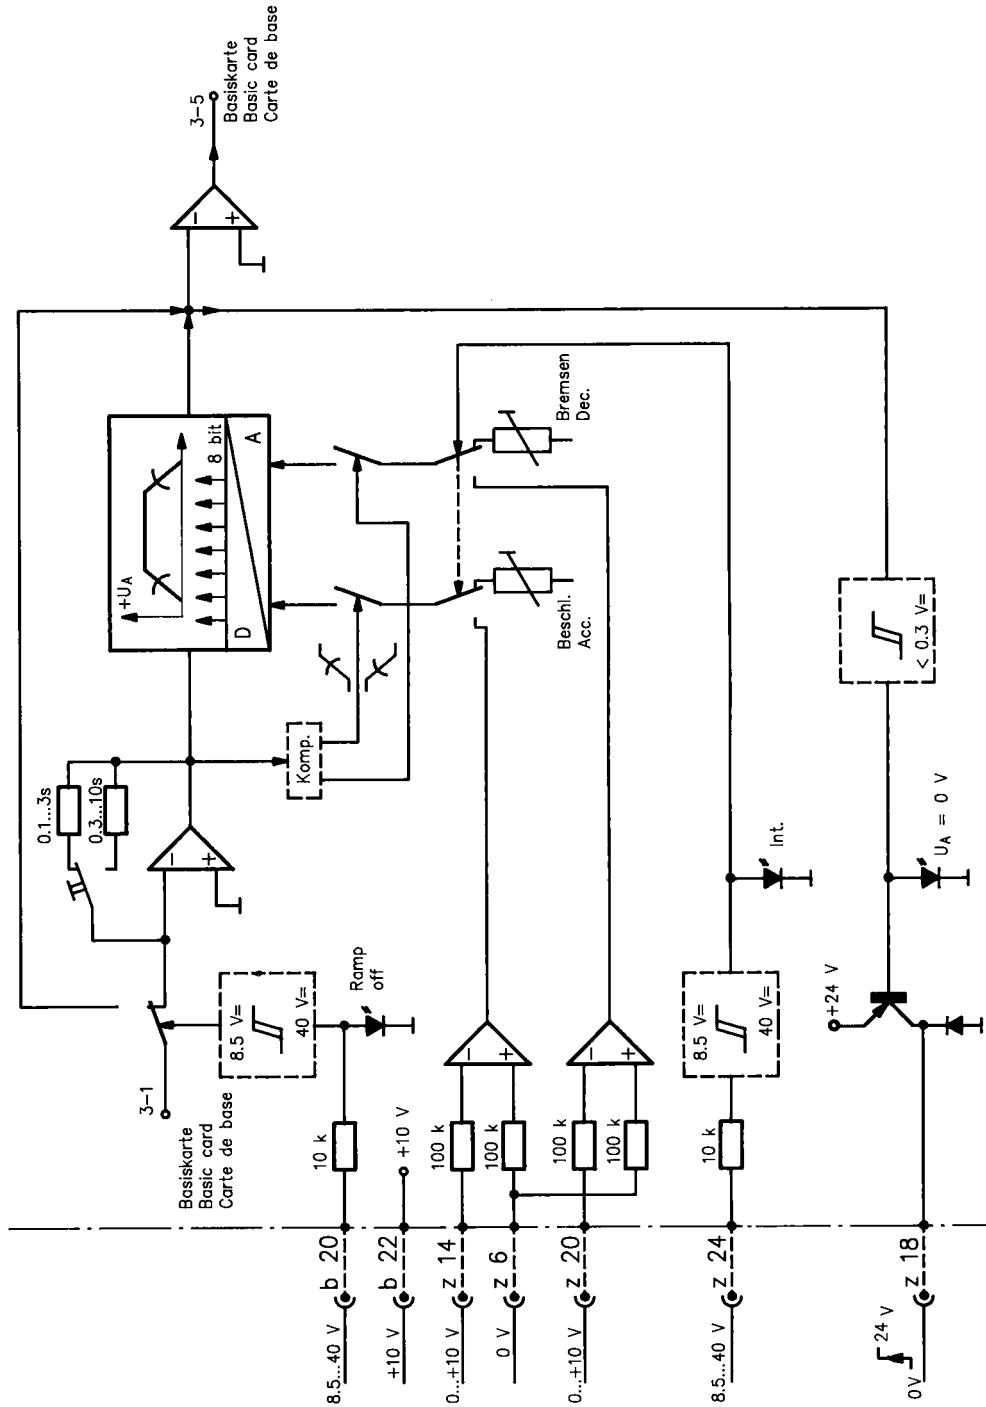 Basiskarte
Basic card
Carte de base
3-1
8.5 V=
40 V=
Ramp
off
0.1...3s
0.3...10s
−
+
Komp.
+UA
8 bit
D
A
−
+
3-5
Basiskarte
Basic card
Carte de base
8.5...40 V
b 20
10 k
+10 V
b 22
+10 V
0...+10 V
z 14
100 k
0 V
z 6
100 k
−
+
0...+10 V
z 20
100 k
100 k
−
+
Beschl.
Acc.
Bremsen
Dec.
8.5...40 V
z 24
10 k
8.5 V=
40 V=
Int.
0V
24 V
z 18
+24 V
UA = 0 V
< 0.3 V=